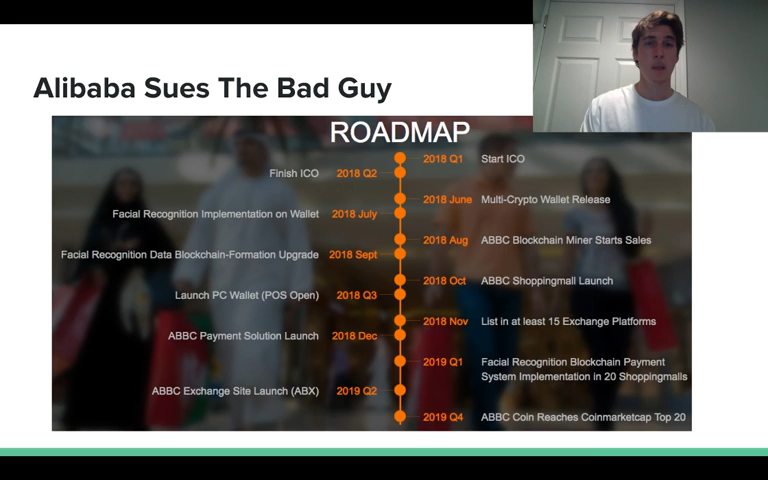 Alibaba Sues The Bad Guy
ROADMAP
2018 Q1 Start ICO
Finish ICO 2018 Q2
2018 June Multi-Crypto Wallet Release
Facial Recognition Implementation on Wallet 2018 July
2018 Aug ABBC Blockchain Miner Starts Sales
Facial Recognition Data Blockchain-Formation Upgrade 2018 Sept
2018 Oct ABBC Shoppingmall Launch
Launch PC Wallet (POS Open) 2018 Q3
2018 Nov List in at least 15 Exchange Platforms
ABBC Payment Solution Launch 2018 Dec
2019 Q1 Facial Recognition Blockchain Payment
System Implementation in 20 Shoppingmalls
ABBC Exchange Site Launch (ABX) 2019 Q2
2019 Q4 ABBC Coin Reaches Coinmarketcap Top 20